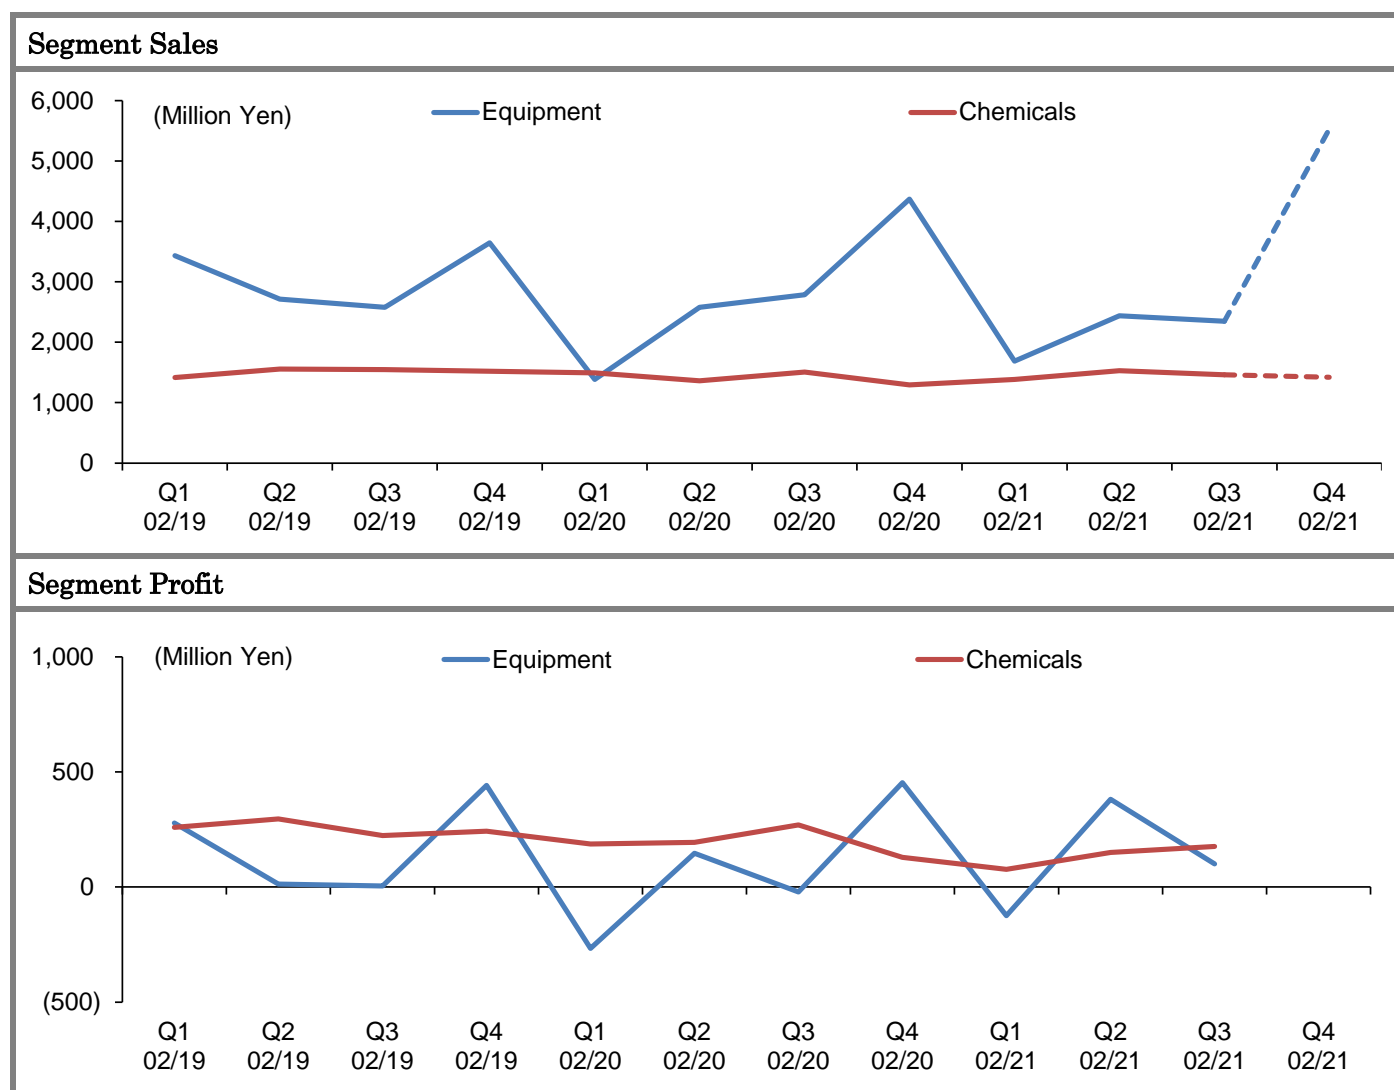 Segment Sales
(Million Yen)
Equipment
Chemicals
6,000
5,000
4,000
3,000
2,000
1,000
0
Q1 Q2 Q3 Q4 Q1 Q2 Q3 Q4 Q1 Q2 Q3 Q4
02/19 02/19 02/19 02/19 02/20 02/20 02/20 02/20 02/21 02/21 02/21 02/21
Segment Profit
(Million Yen)
Equipment
Chemicals
1,000
500
0
(500)
Q1 Q2 Q3 Q4 Q1 Q2 Q3 Q4 Q1 Q2 Q3 Q4
02/19 02/19 02/19 02/19 02/20 02/20 02/20 02/20 02/21 02/21 02/21 02/21